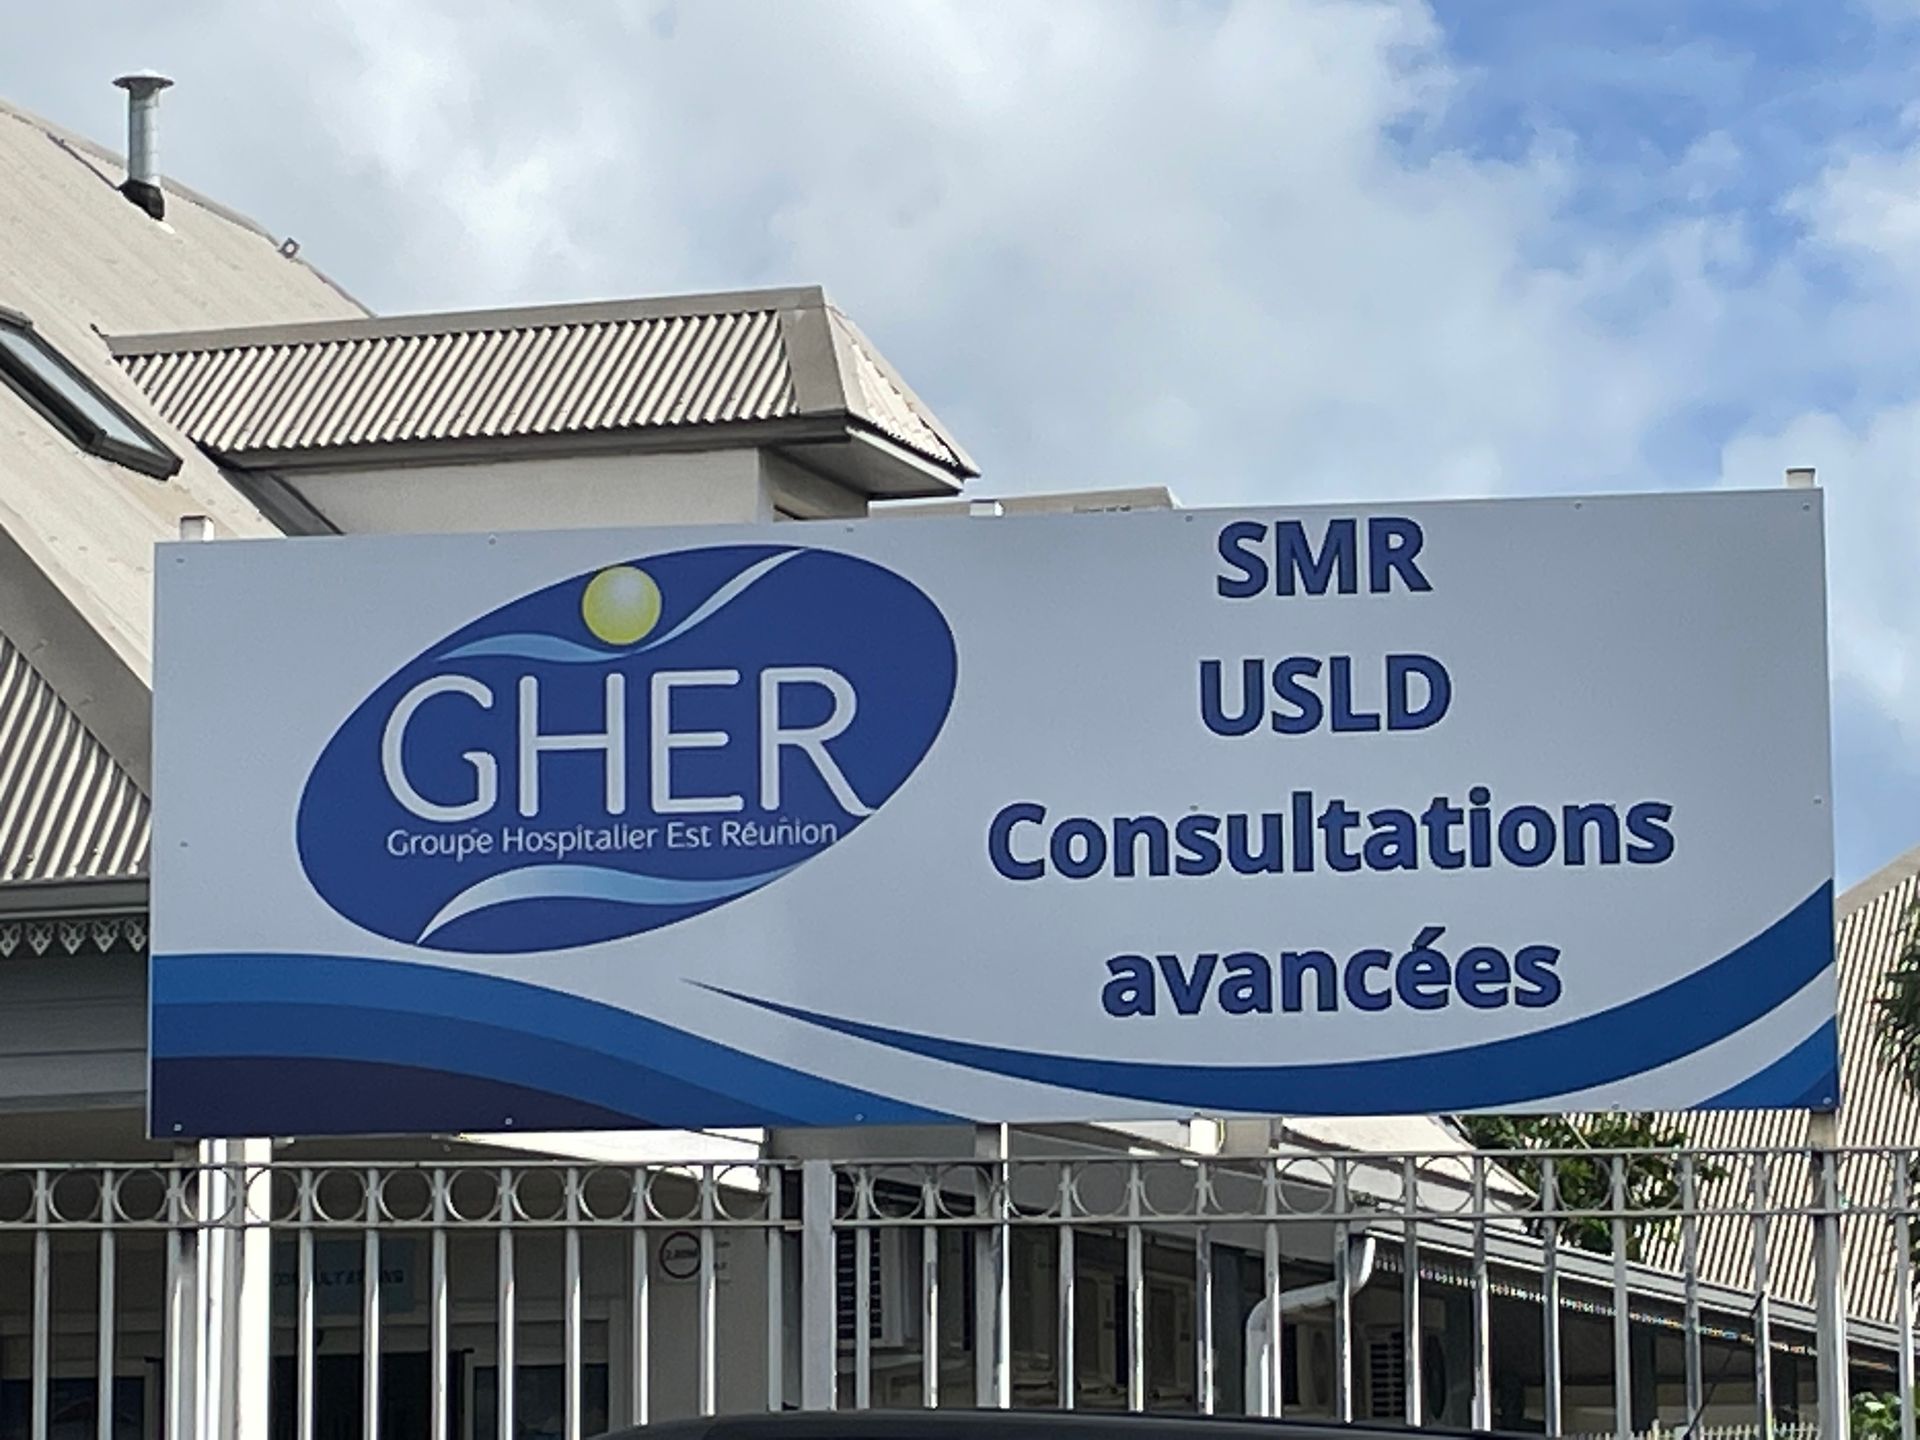 GHER
Groupe Hospitalier Est Réunion
SMR
USLD
Consultations
avancées